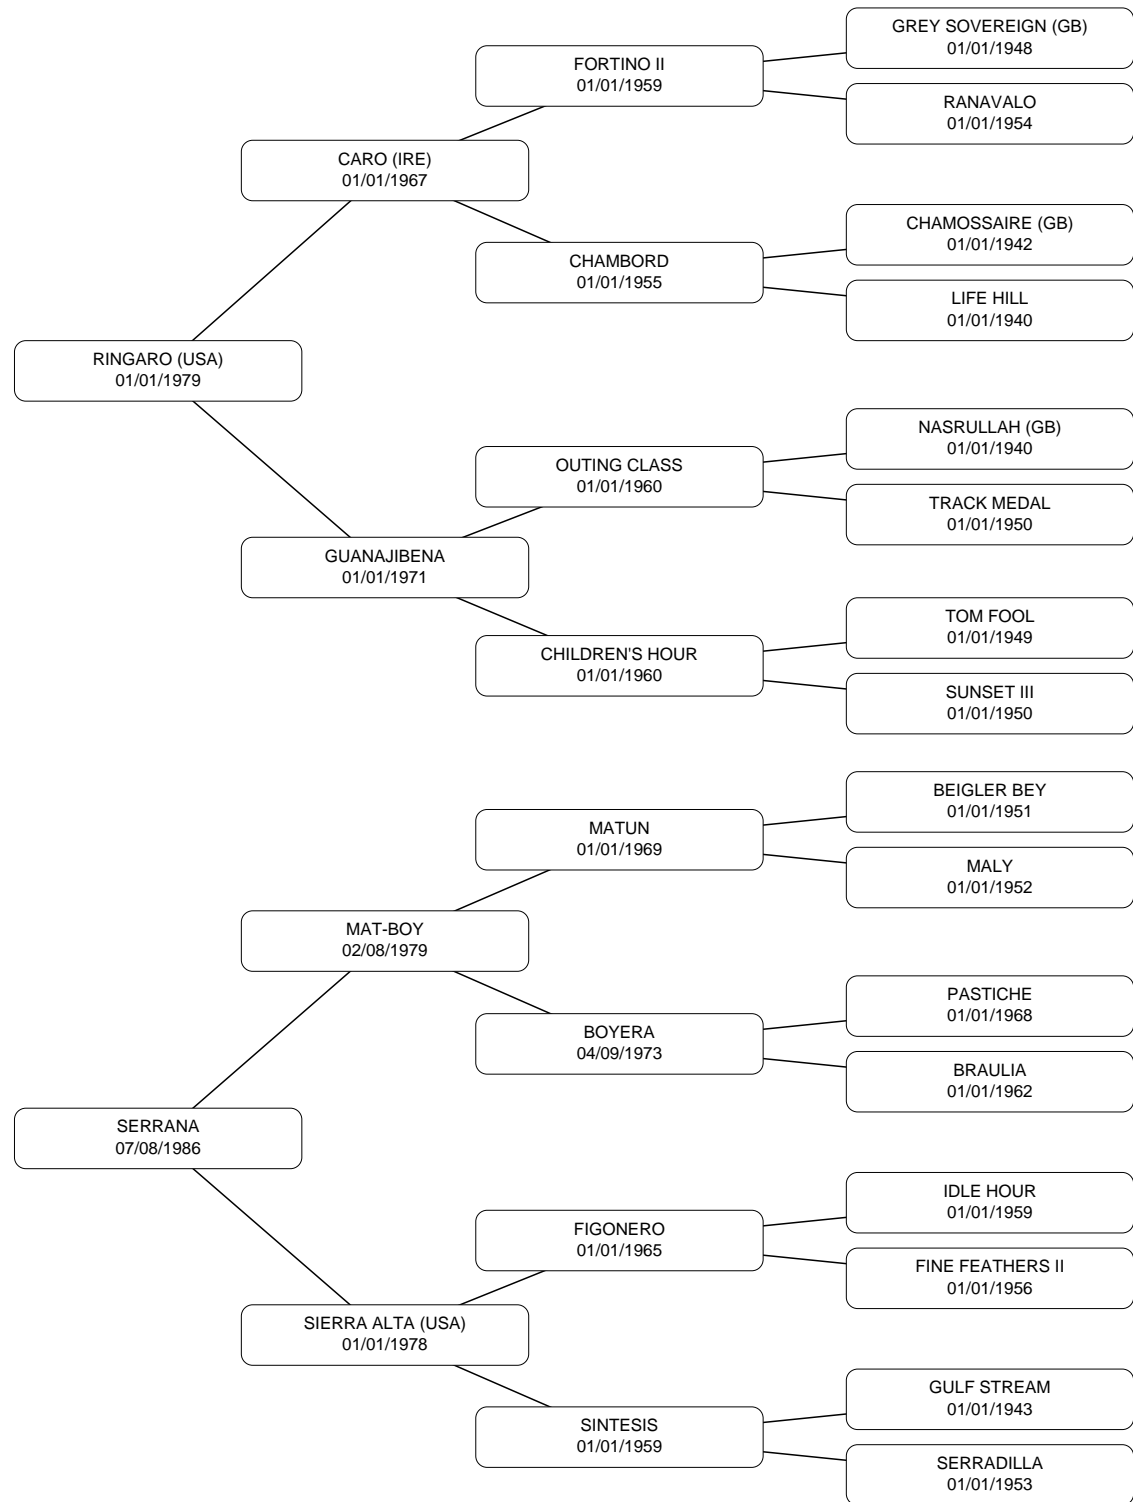 GREY SOVEREIGN (GB)
01/01/1948
FORTINO II
01/01/1959
RANAVALO
01/01/1954
CARO (IRE)
01/01/1967
CHAMOSSAIRE (GB)
01/01/1942
CHAMBORD
01/01/1955
LIFE HILL
01/01/1940
RINGARO (USA)
01/01/1979
NASRULLAH (GB)
01/01/1940
OUTING CLASS
01/01/1960
TRACK MEDAL
01/01/1950
GUANAJIBENA
01/01/1971
TOM FOOL
01/01/1949
CHILDREN'S HOUR
01/01/1960
SUNSET III
01/01/1950
BEIGLER BEY
01/01/1951
MATUN
01/01/1969
MALY
01/01/1952
MAT-BOY
02/08/1979
PASTICHE
01/01/1968
BOYERA
04/09/1973
BRAULIA
01/01/1962
SERRANA
07/08/1986
IDLE HOUR
01/01/1959
FIGONERO
01/01/1965
FINE FEATHERS II
01/01/1956
SIERRA ALTA (USA)
01/01/1978
GULF STREAM
01/01/1943
SINTESIS
01/01/1959
SERRADILLA
01/01/1953